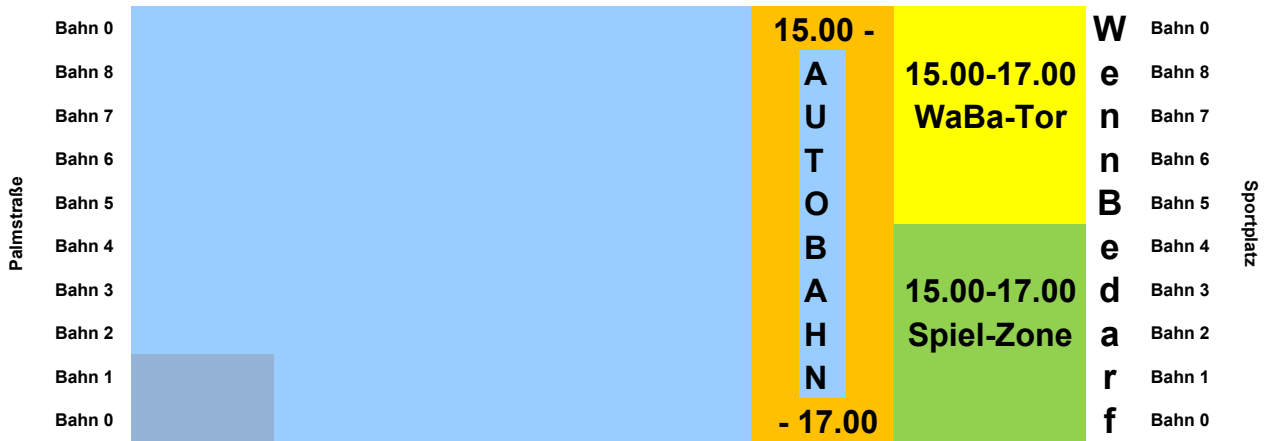 Palmstraße
Bahn 0
Bahn 8
Bahn 7
Bahn 6
Bahn 5
Bahn 4
Bahn 3
Bahn 2
Bahn 1
Bahn 0
15.00 -
AUTOBAHN
- 17.00
15.00-17.00
WaBa-Tor
15.00-17.00
Spiel-Zone
WennBedarf
Bahn 0
Bahn 8
Bahn 7
Bahn 6
Bahn 5
Bahn 4
Bahn 3
Bahn 2
Bahn 1
Bahn 0
Sportplatz